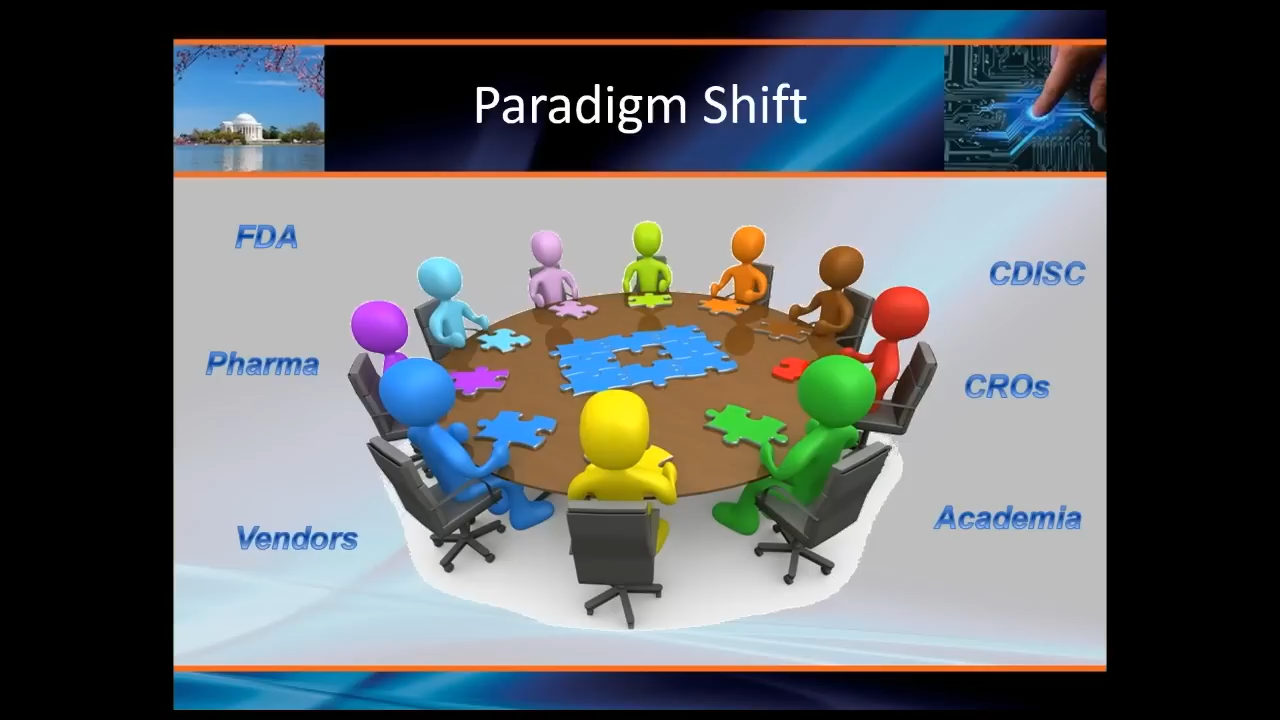 Paradigm Shift
FDA
CDISC
Pharma
CROs
Academia
Vendors